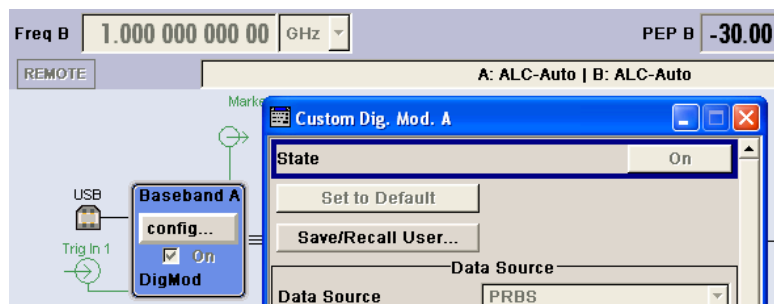 Freq B 1.000 000 000 00 GHz PEP B -30.00
REMOTE A: ALC-Auto | B: ALC-Auto
Custom Dig. Mod. A
State On
Set to Default
Save/Recall User...
Data Source
Data Source PRBS
USB
Trig In 1
Baseband A
config...
On
DigMod